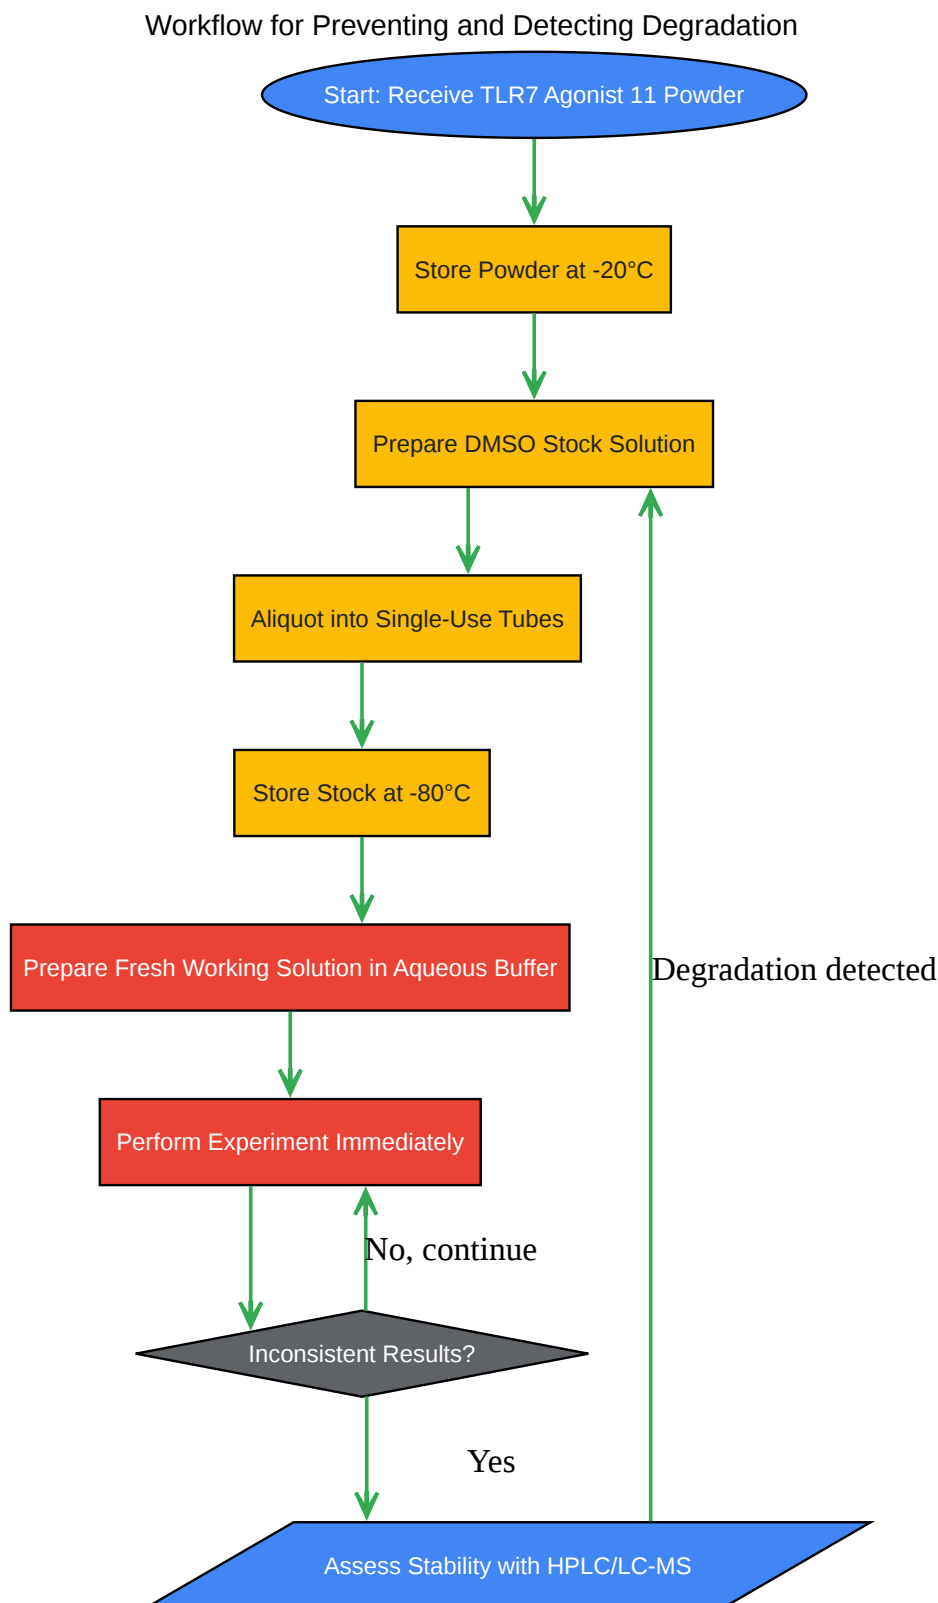 Workflow for Preventing and Detecting Degradation
Start: Receive TLR7 Agonist 11 Powder
Store Powder at -20°C
Prepare DMSO Stock Solution
Aliquot into Single-Use Tubes
Store Stock at -80°C
Prepare Fresh Working Solution in Aqueous Buffer
Degradation detected
Perform Experiment Immediately
No, continue
Inconsistent Results?
Yes
Assess Stability with HPLC/LC-MS